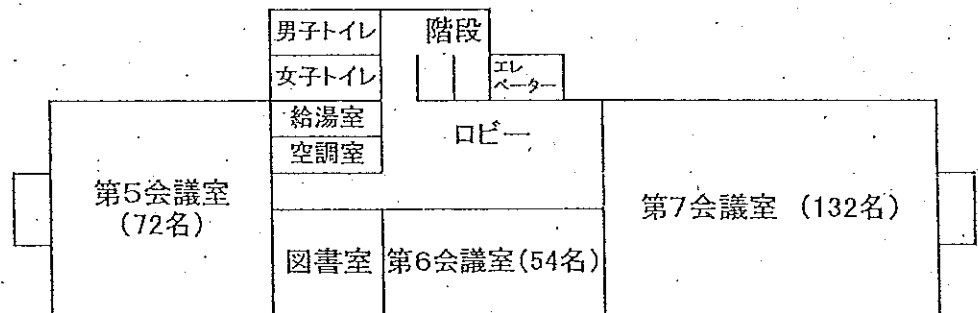 男子トイレ
階段
女子トイレ
エレ
ベーター
給湯室
ロビー
空調室
第5会議室
(72名)
第7会議室 (132名)
図書室
第6会議室(54名)